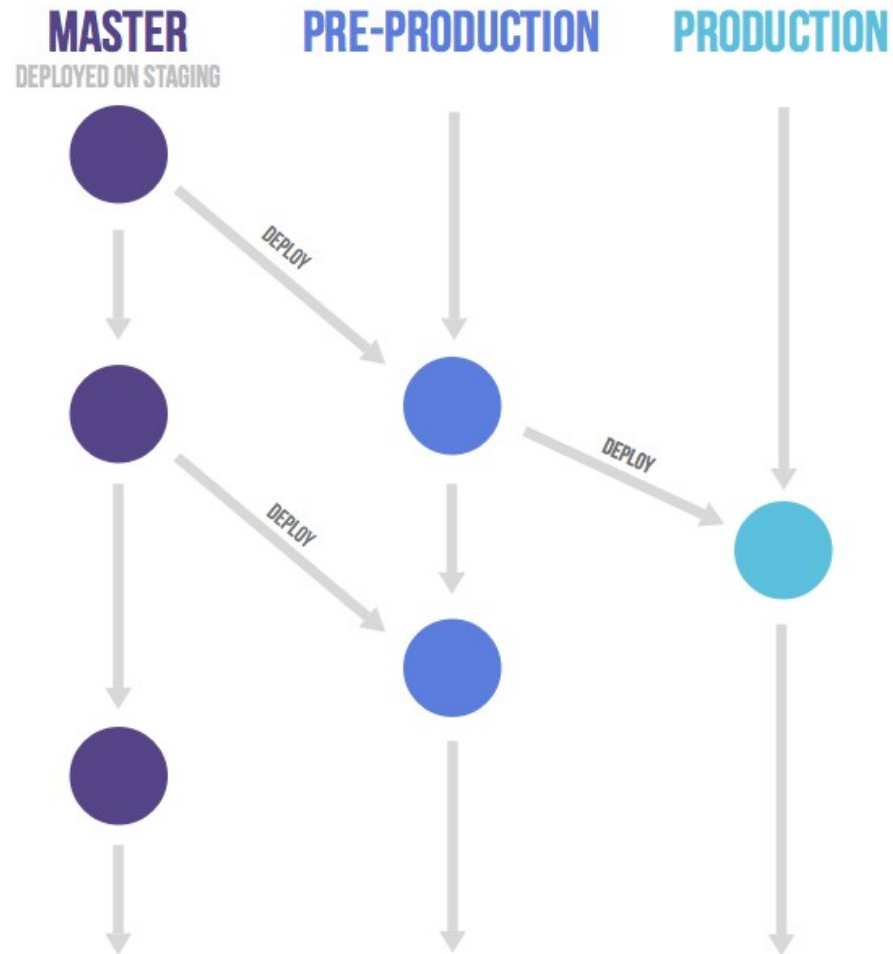 MASTER
DEPLOYED ON STAGING
PRE-PRODUCTION
PRODUCTION
DEPLOY
DEPLOY
DEPLOY